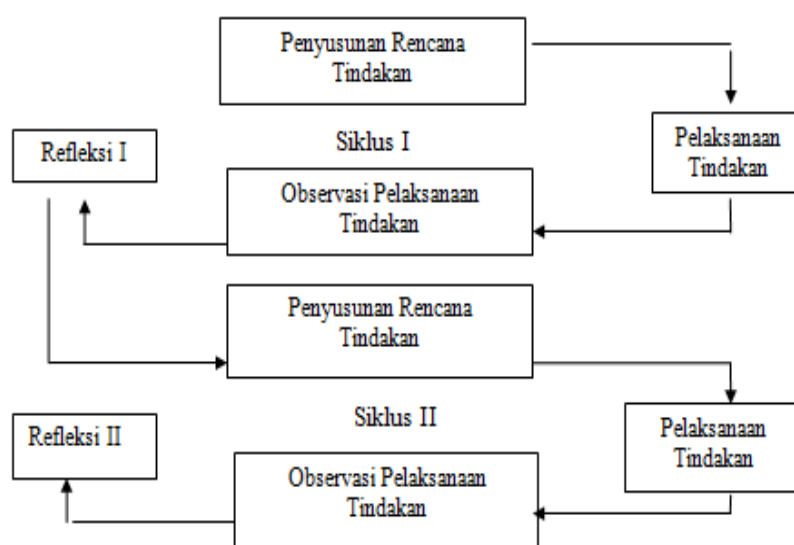 Penyusunan Rencana
Tindakan
Pelaksanaan
Tindakan
Siklus I
Refleksi I
Observasi Pelaksanaan
Tindakan
Penyusunan Rencana
Tindakan
Siklus II
Pelaksanaan
Tindakan
Refleksi II
Observasi Pelaksanaan
Tindakan